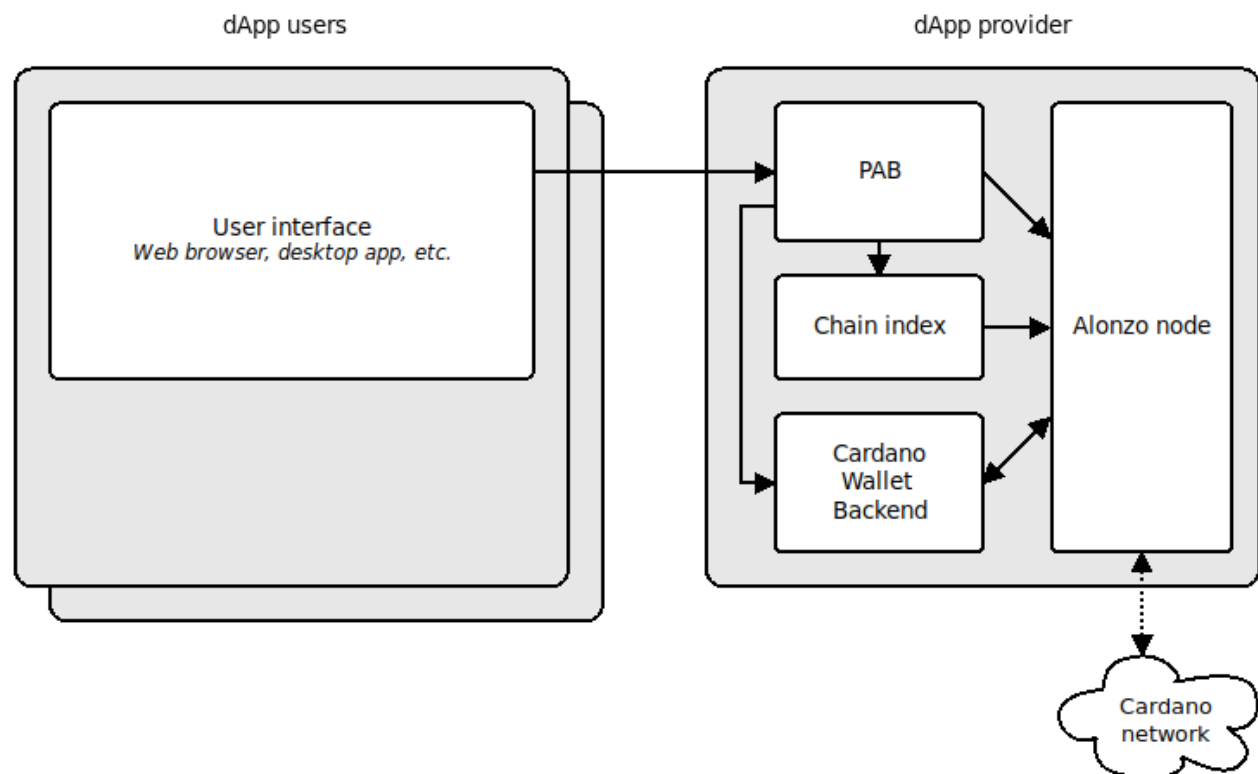 dApp users
dApp provider
User interface
Web browser, desktop app, etc.
PAB
Chain index
Alonzo node
Cardano
Wallet
Backend
Cardano
network